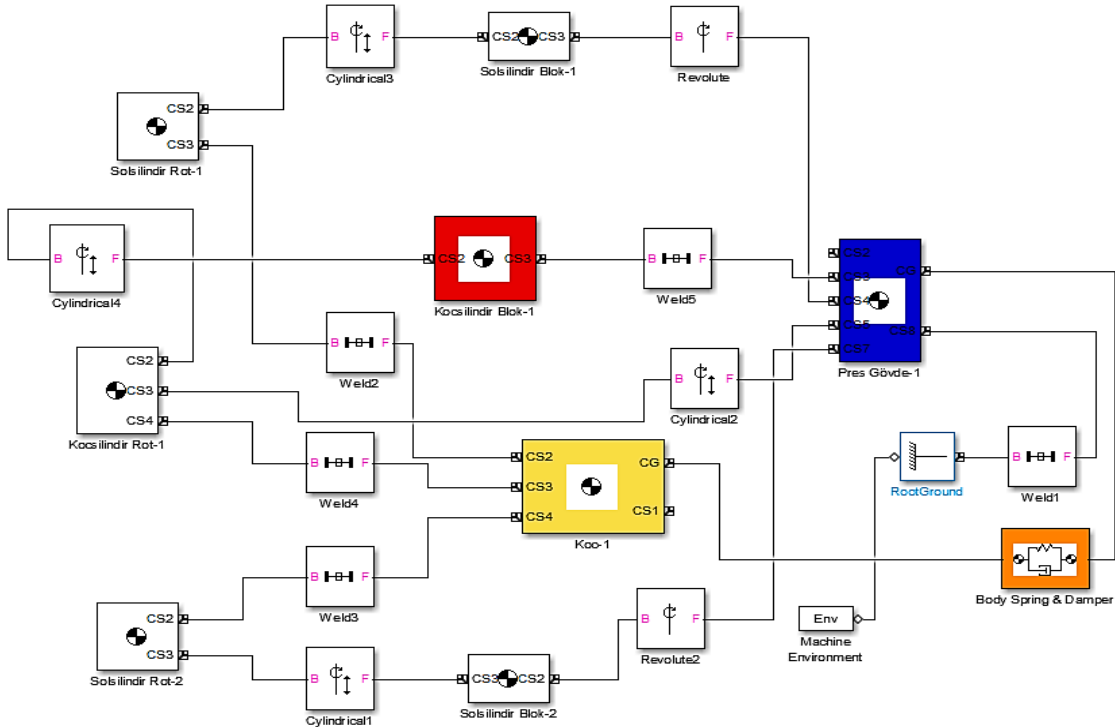 B F
Cylindrical3
CS2 CS3
Solsilindir Blok-1
B F
Revolute
CS2
CS3
Solsilindir Rot-1
B F
Cylindrical4
CS2 CS3
Kocsilindir Blok-1
B F
Weld5
CS2
CS3
CS4
CS5
CS7
CG
CS8
Pres Gövde-1
B F
Weld2
CS2
CS3
CS4
Kocsilindir Rot-1
B F
Cylindrical2
B F
Weld4
CS2
CS3
CS4
CG
CS1
Koo-1
RootGround
B F
Weld1
B F
Weld3
Body Spring & Damper
CS2
CS3
Solsilindir Rot-2
B F
Cylindrical1
CS3 CS2
Solsilindir Blok-2
B F
Revolute2
Env
Machine
Environment